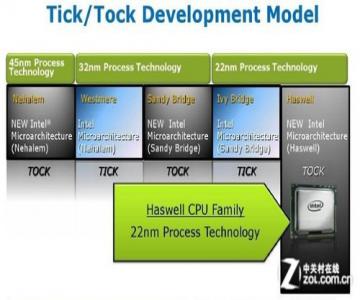 Tick/Tock Development Model
45nm Process Technology
32nm Process Technology
22nm Process Technology
Nehalem
NEW Intel® Microarchitecture (Nehalem)
TOCK
Westmere
Intel Microarchitecture (Nehalem)
TICK
Sandy Bridge
NEW Intel Microarchitecture (Sandy Bridge)
TOCK
Ivy Bridge
Intel Microarchitecture (Sandy Bridge)
TICK
Haswell
NEW Intel Microarchitecture (Haswell)
TOCK
Haswell CPU Family
22nm Process Technology
intel
Z 中关村在线
zol.com.cn